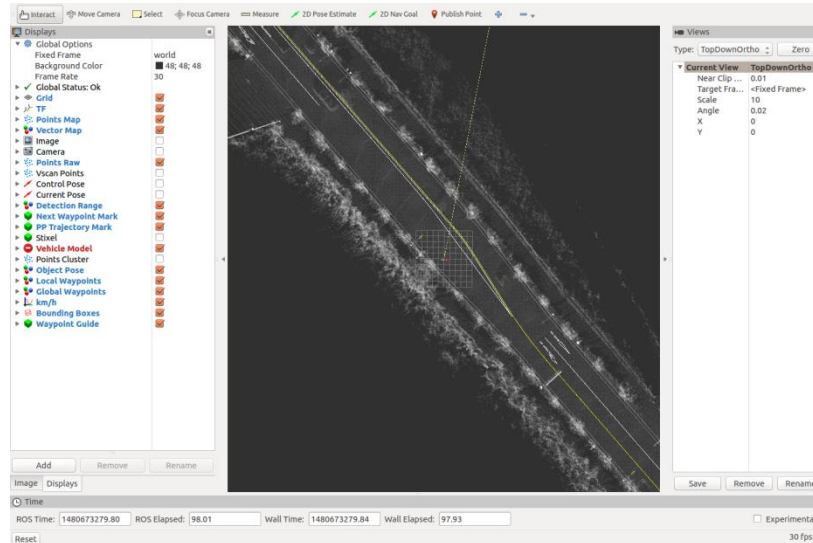 Interact Move Camera Select Focus Camera Measure 2D Pose Estimate 2D Nav Goal Publish Point
Displays
Global Options
Fixed Frame world
Background Color 48; 48; 48
Frame Rate 30
Global Status: Ok
Grid
TF
Points Map
Vector Map
Image
Camera
Points Raw
Vscan Points
Control Pose
Current Pose
Detection Range
Next Waypoint Mark
PP Trajectory Mark
Stixel
Vehicle Model
Points Cluster
Object Pose
Local Waypoints
Global Waypoints
km/h
Bounding Boxes
Waypoint Guide
Add Remove Rename
Image Displays
Views
Type: TopDownOrtho Zero
Current View TopDownOrtho
Near Clip ... 0.01
Target Fra... <Fixed Frame>
Scale 10
Angle 0.02
X 0
Y 0
Save Remove Rename
Time
ROS Time: 1480673279.80 ROS Elapsed: 98.01 Wall Time: 1480673279.84 Wall Elapsed: 97.93 Experimenta
Reset 30 fps